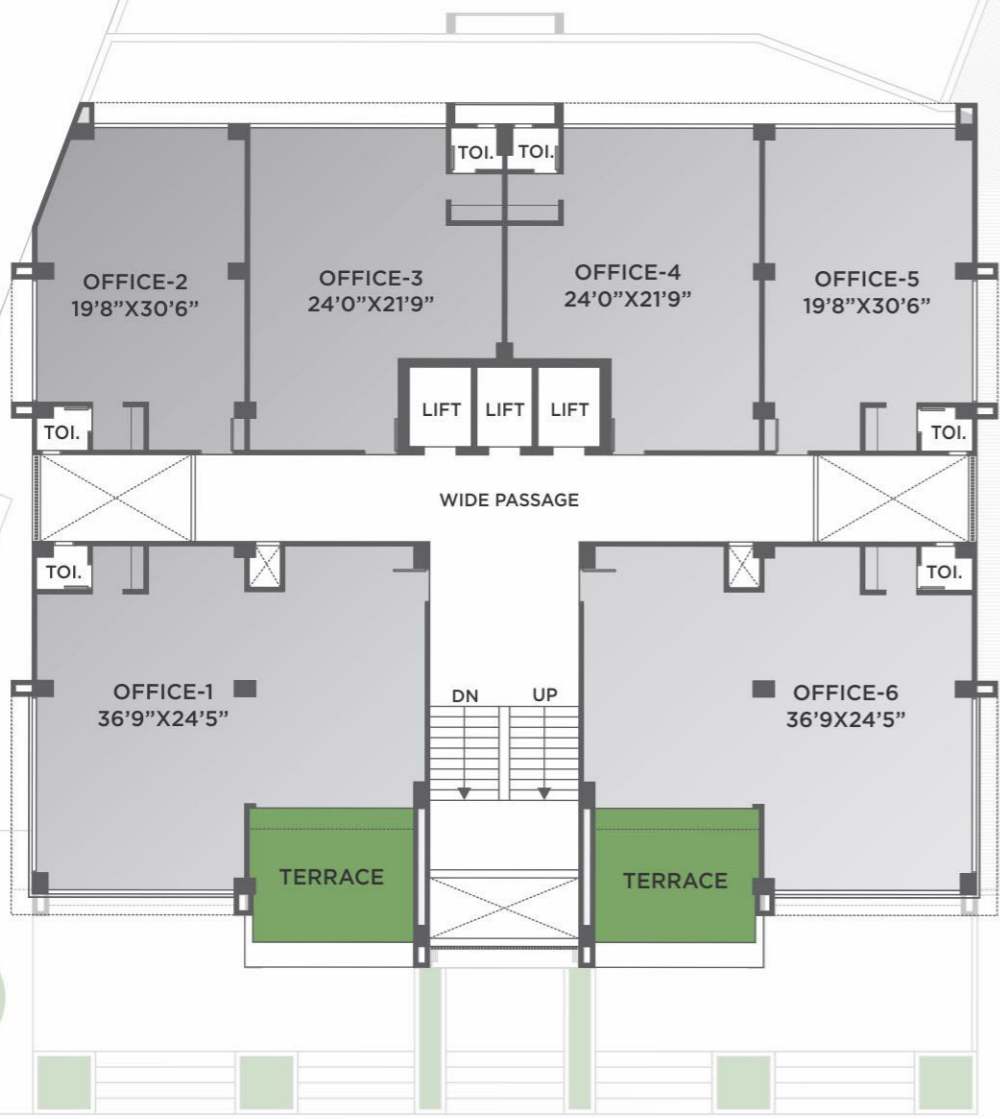 TOI.
TOI.
OFFICE-2
19’8”X30’6”
OFFICE-3
24’0”X21’9”
OFFICE-4
24’0”X21’9”
OFFICE-5
19’8”X30’6”
TOI.
LIFT
LIFT
LIFT
TOI.
WIDE PASSAGE
TOI.
TOI.
OFFICE-1
36’9”X24’5”
DN
UP
OFFICE-6
36’9X24’5”
TERRACE
TERRACE